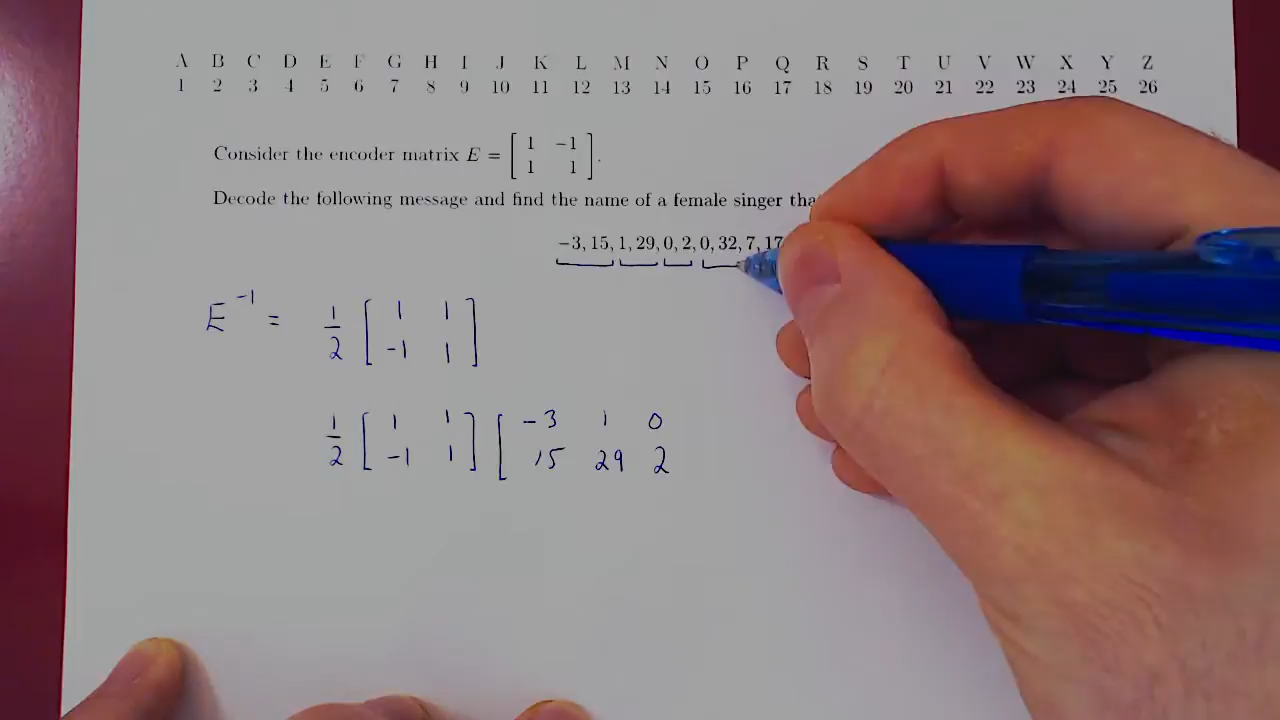 A B C D E F G H I J K L M N O P Q R S T U V W X Y Z
1 2 3 4 5 6 7 8 9 10 11 12 13 14 15 16 17 18 19 20 21 22 23 24 25 26
Consider the encoder matrix E = [ 1 −1
1 1 ].
Decode the following message and find the name of a female singer
−3, 15, 1, 29, 0, 2, 0, 32, 7, 17
E⁻¹ = 1/2 [ 1 1
-1 1 ]
1/2 [ 1 1 ] [ -3 1 0
-1 1 15 29 2